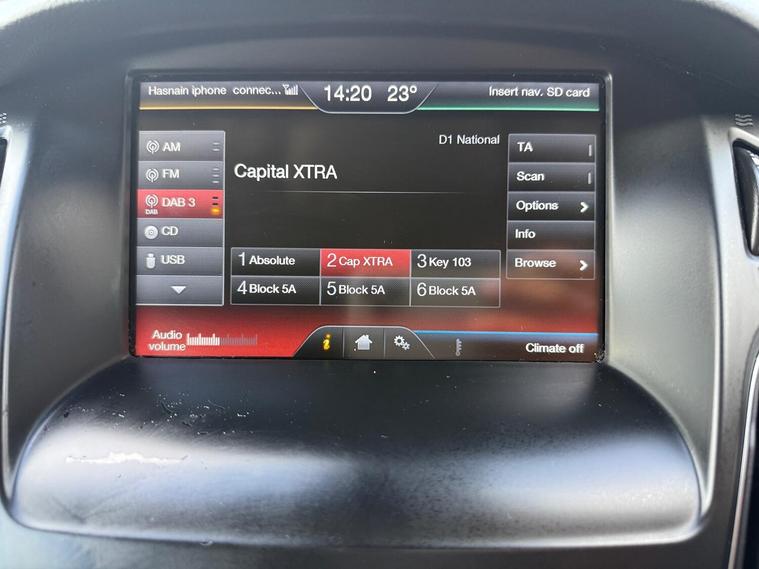 Hasnain iphone connec... 14:20 23° Insert nav. SD card
D1 National
AM
FM
DAB 3
DAB
CD
USB
Capital XTRA
1 Absolute 2 Cap XTRA 3 Key 103
4 Block 5A 5 Block 5A 6 Block 5A
TA
Scan
Options
Info
Browse
Audio
volume
i
Climate off